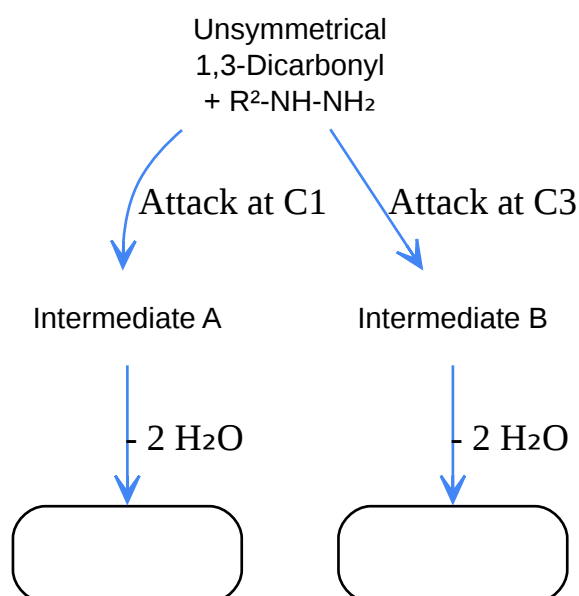 Unsymmetrical
1,3-Dicarbonyl
+ R²-NH-NH₂
Attack at C1
Attack at C3
Intermediate A
Intermediate B
- 2 H₂O
- 2 H₂O